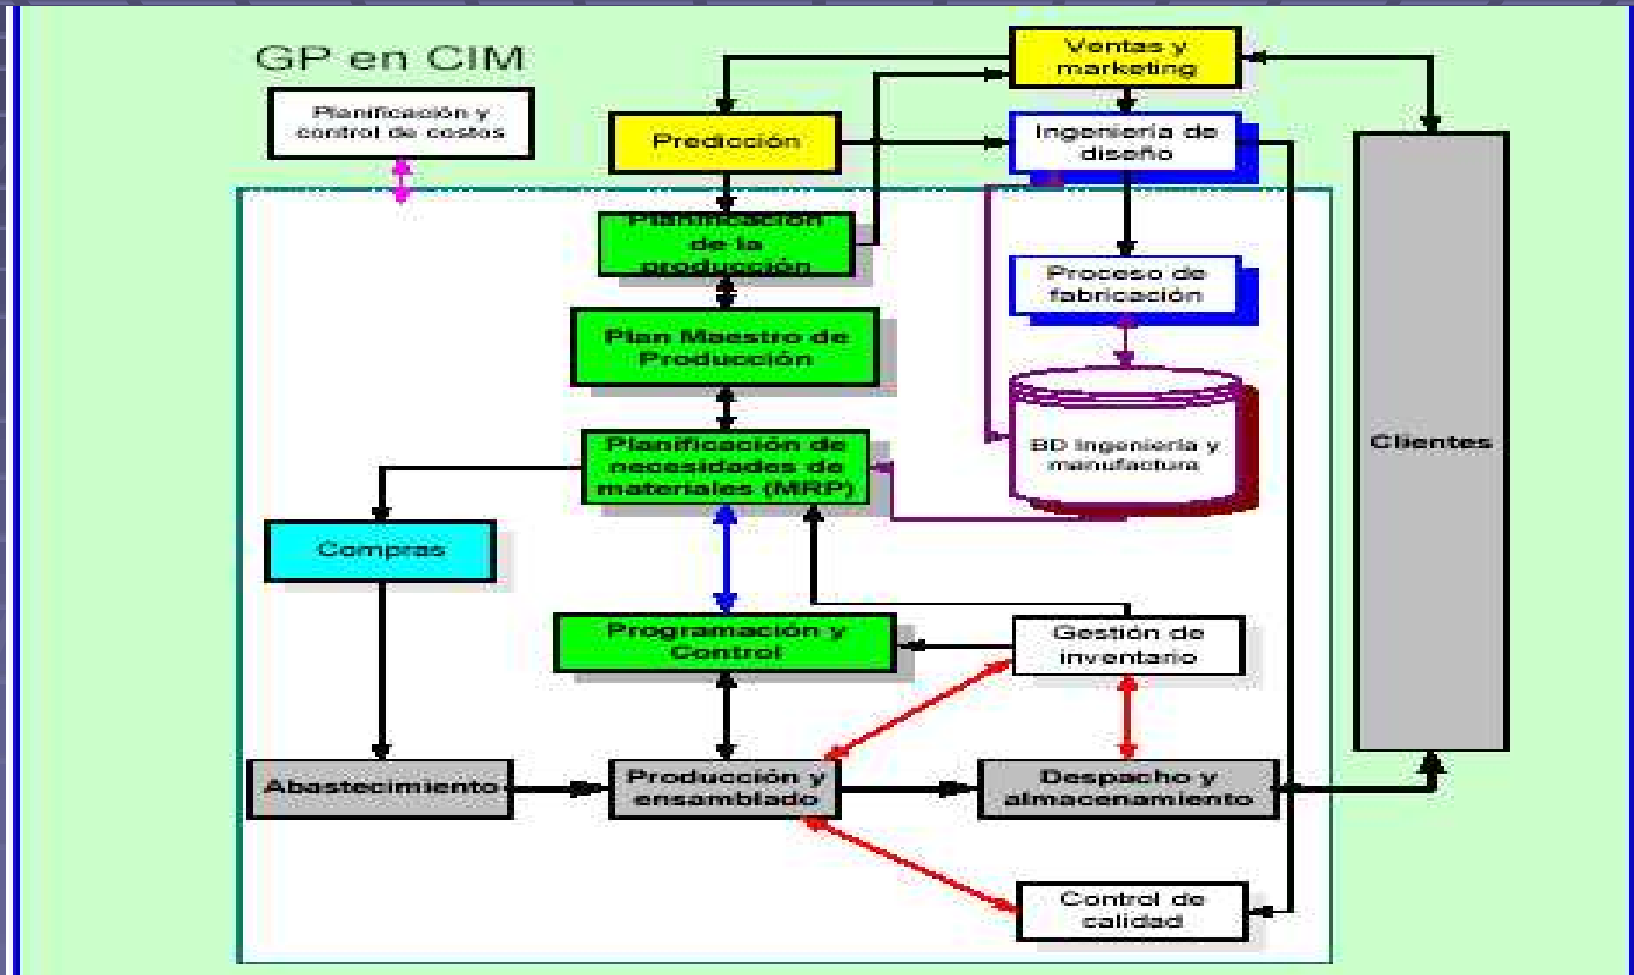 GP en CIM
Planificación y
control de costos
Ventas y
marketing
Predicción
Ingeniería de
diseño
Planificación
de la
producción
Proceso de
fabricación
Plan Maestro de
Producción
Planificación de
necesidades de
materiales (MRP)
BD Ingeniería y
manufactura
Clientes
Compras
Programación y
Control
Gestión de
inventario
Abastecimiento
Producción y
ensamblado
Despacho y
almacenamiento
Control de
calidad